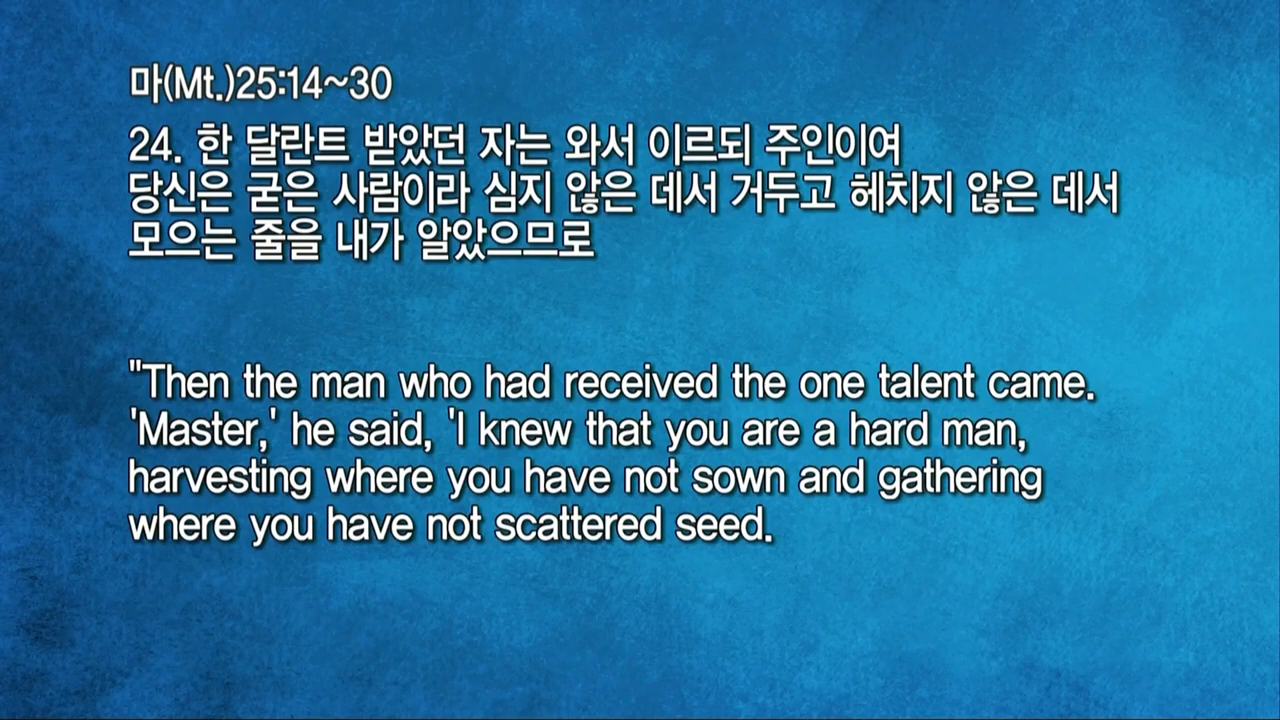 마(Mt.)25:14~30
24. 한 달란트 받았던 자는 와서 이르되 주인이여
당신은 굳은 사람이라 심지 않은 데서 거두고 헤치지 않은 데서
모으는 줄을 내가 알았으므로
"Then the man who had received the one talent came.
'Master,' he said, 'I knew that you are a hard man,
harvesting where you have not sown and gathering
where you have not scattered seed.